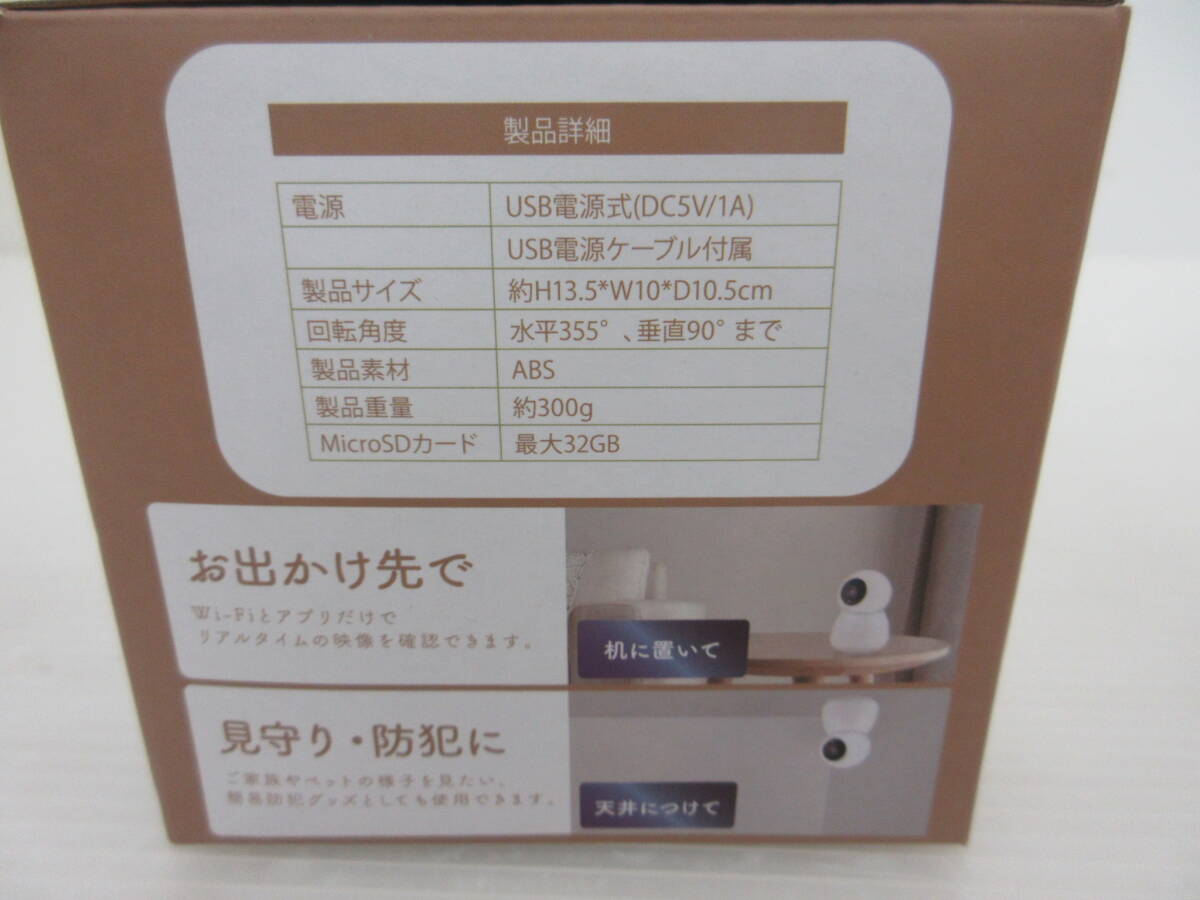 製品詳細
電源 USB電源式(DC5V/1A)
USB電源ケーブル付属
製品サイズ 約H13.5*W10*D10.5cm
回転角度 水平355°、垂直90°まで
製品素材 ABS
製品重量 約300g
MicroSDカード 最大32GB
お出かけ先で
Wi-Fiとアプリだけで
リアルタイムの映像を確認できます。
机に置いて
見守り・防犯に
ご家族やペットの様子を見たい、
簡易防犯グッズとしても使用できます。
天井につけて